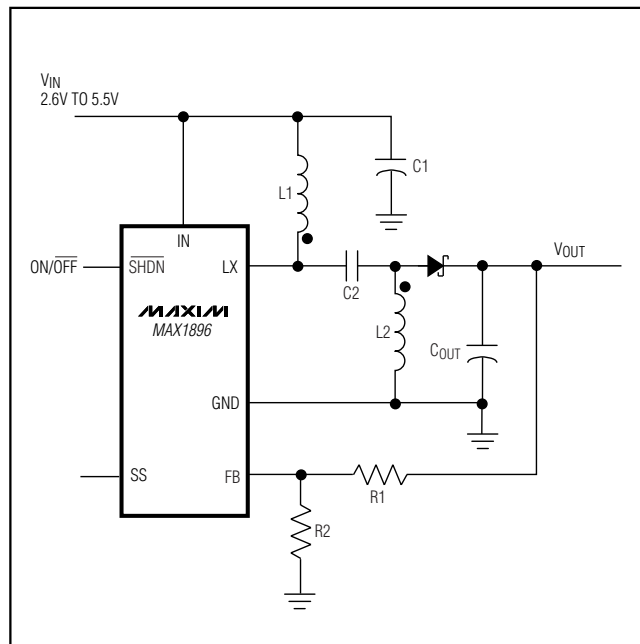 VIN
2.6V TO 5.5V
C1
L1
IN
ON/OFF
SHDN
LX
VOUT
C2
MAXIM
MAX1896
L2
COUT
GND
SS
FB
R1
R2